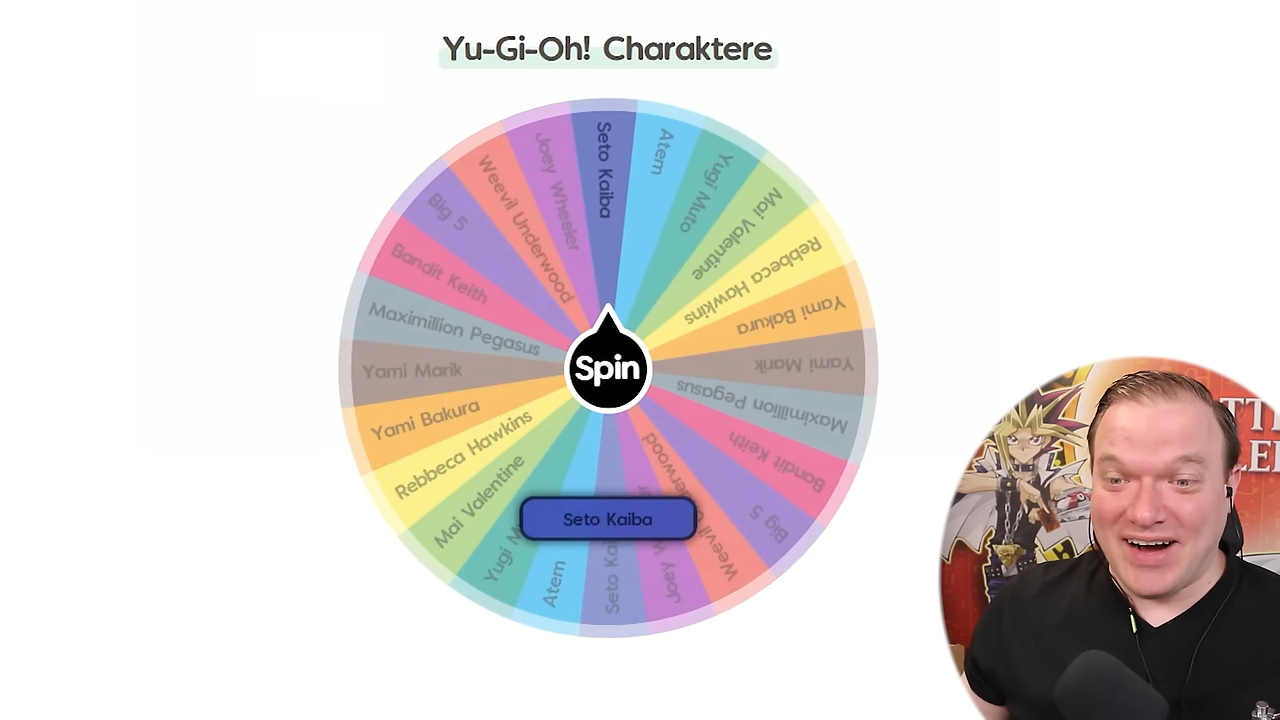 Yu-Gi-Oh! Charaktere
Seto Kaiba
Atem
Yugi Muto
Mai Valentine
Rebbeca Hawkins
Yami Bakura
Yami Marik
Maximillion Pegasus
Bandit Keith
Big 5
Weevil Underwood
Joey Wheeler
Seto Kai
Atem
Yugi M
Mai Valentine
Rebbeca Hawkins
Yami Bakura
Yami Marik
Maximillion Pegasus
Bandit Keith
Big 5
Weevil Underwood
Joey Wheeler
Spin
Seto Kaiba